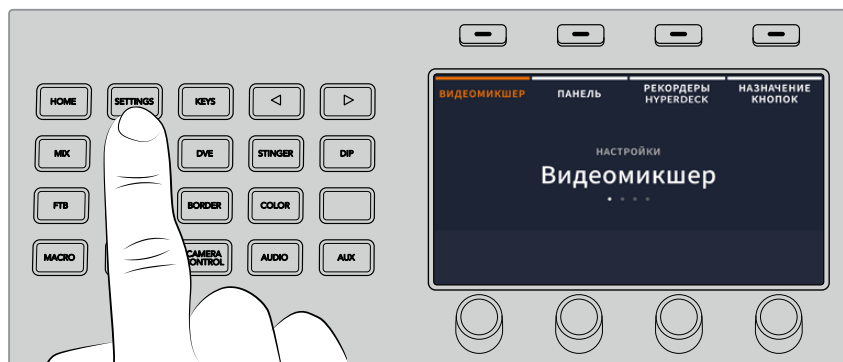 HOME
SETTINGS
KEYS
MIX
DVE
STINGER
DIP
FTB
BORDER
COLOR
MACRO
CAMERA
CONTROL
AUDIO
AUX
ВИДЕОМИКШЕР
ПАНЕЛЬ
РЕКОРДЕРЫ
HYPERDECK
НАЗНАЧЕНИЕ
КНОПОК
НАСТРОЙКИ
Видеомикшер